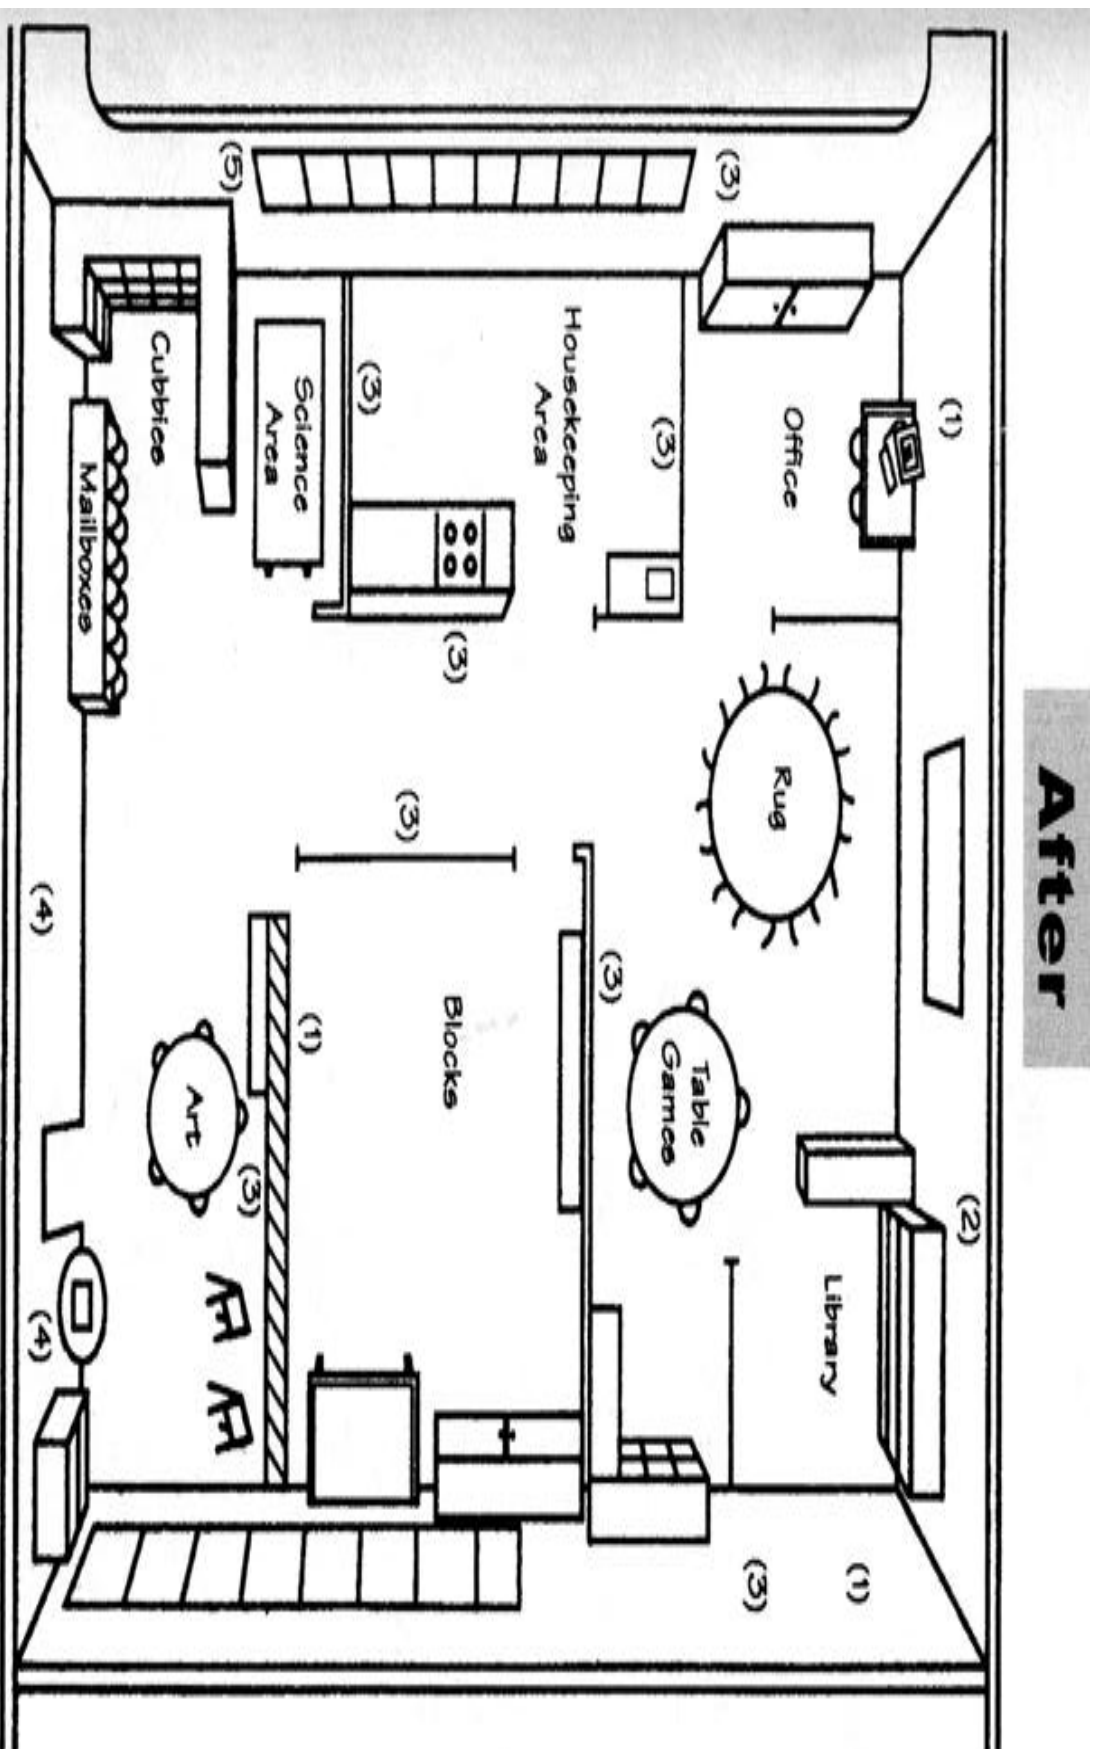 After
(1)
(2)
(1)
Library
Office
Rug
(3)
(3)
Table
Games
(3)
(3)
Housekeeping
Area
Blocks
(3)
(3)
(3)
(1)
Science
Area
(3)
(5)
Art
Cubbies
Mailboxes
(4)
(4)